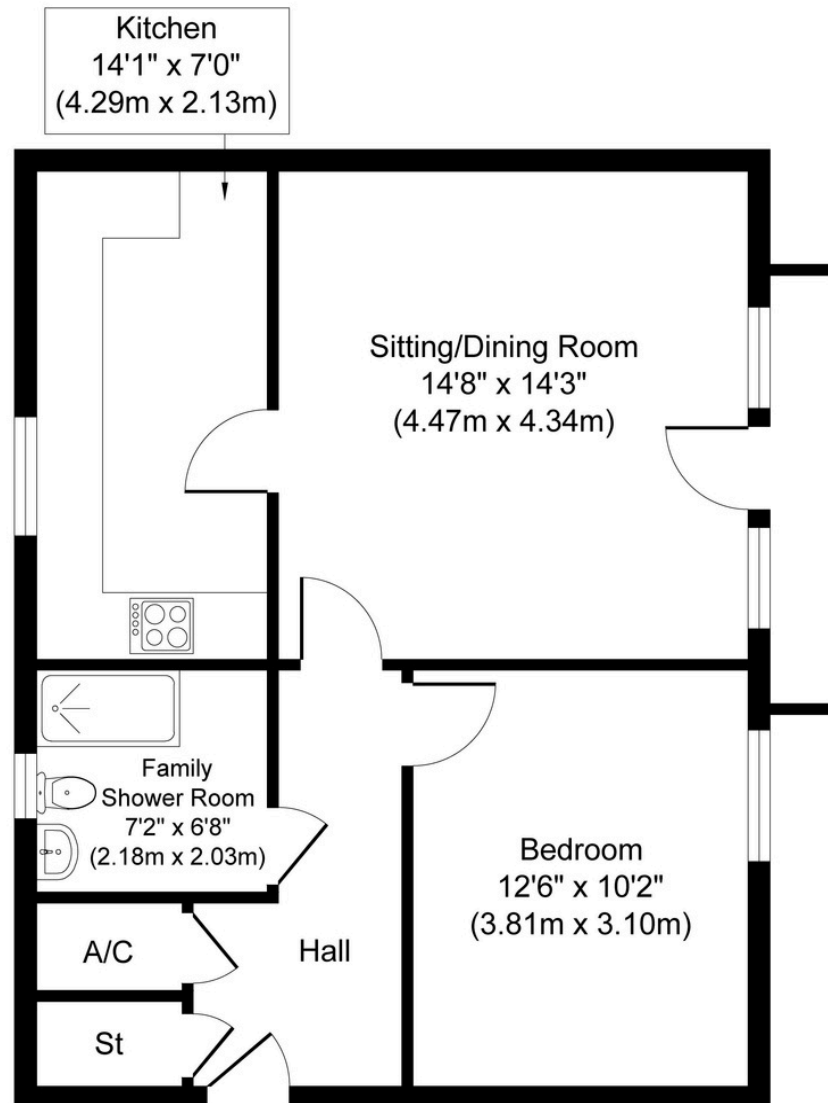 Kitchen
14'1" x 7'0"
(4.29m x 2.13m)
Sitting/Dining Room
14'8" x 14'3"
(4.47m x 4.34m)
Family
Shower Room
7'2" x 6'8"
(2.18m x 2.03m)
Bedroom
12'6" x 10'2"
(3.81m x 3.10m)
A/C
Hall
St